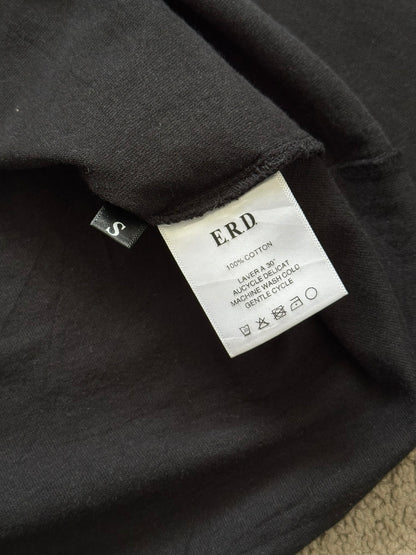 E.R.D.
100% COTTON
LAVER A 30°
AUCYCLE DELICAT
MACHINE WASH COLD
GENTLE CYCLE
S